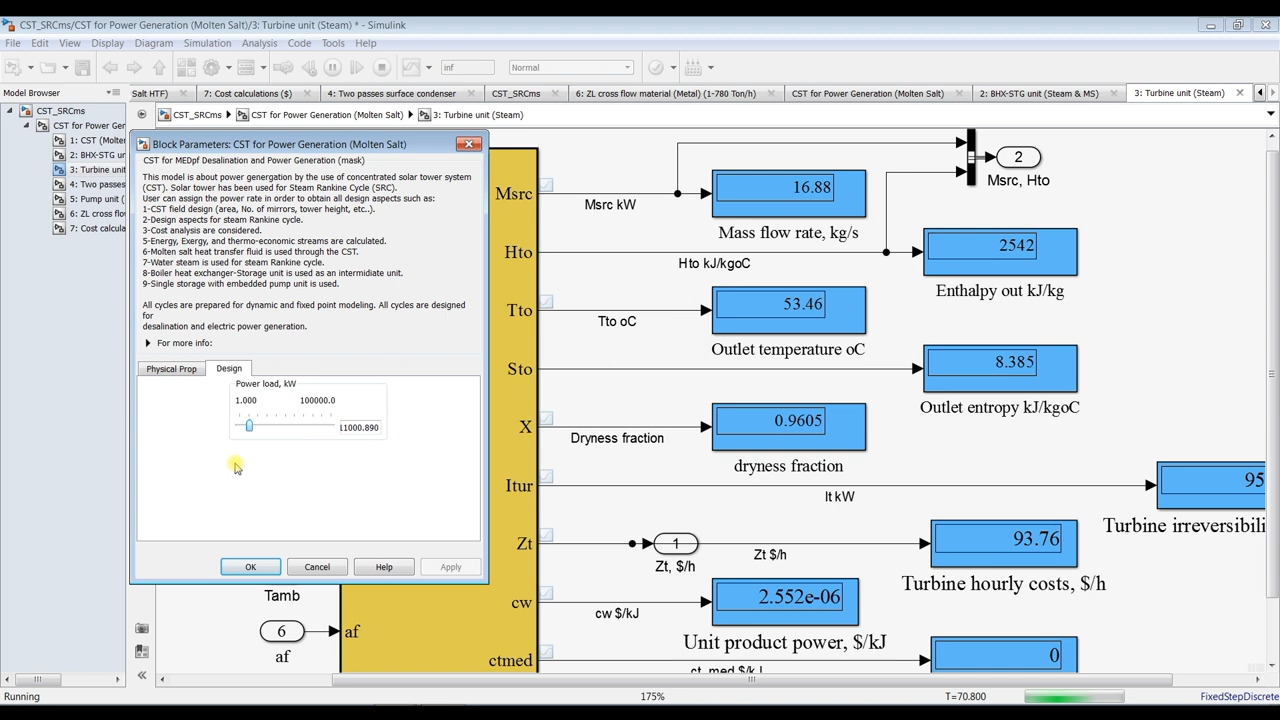 CST_SRCms/CST for Power Generation (Molten Salt)/3: Turbine unit (Steam) * - Simulink
File Edit View Display Diagram Simulation Analysis Code Tools Help
inf Normal
Model Browser
Salt HTF) 7: Cost calculations ($) 4: Two passes surface condenser CST_SRCms 6: ZL cross flow material (Metal) (1-780 Ton/h) CST for Power Generation (Molten Salt) 2: BHX-STG unit (Steam & MS) 3: Turbine unit (Steam)
CST_SRCms CST for Power Generation (Molten Salt) 3: Turbine unit (Steam)
CST_SRCms
CST for Power Gener
1: CST (Molten
2: BHX-STG un
3: Turbine unit
4: Two passes
5: Pump unit (
6: ZL cross flow
7: Cost calcula
Block Parameters: CST for Power Generation (Molten Salt)
CST for MEDpf Desalination and Power Generation (mask)
This model is about power genergation by the use of concentrated solar tower system
(CST). Solar tower has been used for Steam Rankine Cycle (SRC).
User can assign the power rate in order to obtain all design aspects such as:
1-CST field design (area, No. of mirrors, tower height, etc..).
2-Design aspects for steam Rankine cycle.
3-Cost analysis are considered.
5-Energy, Exergy, and thermo-economic streams are calculated.
6-Molten salt heat transfer fluid is used through the CST.
7-Water steam is used for steam Rankine cycle.
8-Boiler heat exchanger-Storage unit is used as an intermidiate unit.
9-Single storage with embedded pump unit is used.
All cycles are prepared for dynamic and fixed point modeling. All cycles are designed
for
desalination and electric power generation.
For more info:
Physical Prop Design
Power load, kW
1.000 100000.0
11000.890
OK Cancel Help Apply
Msrc
Msrc kW
16.88
Mass flow rate, kg/s
2
Msrc, Hto
Hto
Hto kJ/kgoC
2542
Enthalpy out kJ/kg
Tto
Tto oC
53.46
Outlet temperature oC
Sto
8.385
Outlet entropy kJ/kgoC
X
Dryness fraction
0.9605
dryness fraction
Itur
It kW
95
Turbine irreversibili
Zt
1
Zt, $/h
Zt $/h
93.76
Turbine hourly costs, $/h
cw
cw $/kJ
2.552e-06
Unit product power, $/kJ
ctmed
ct_med $/kJ
0
Tamb
6
af
af
Running 175% T=70.800 FixedStepDiscrete